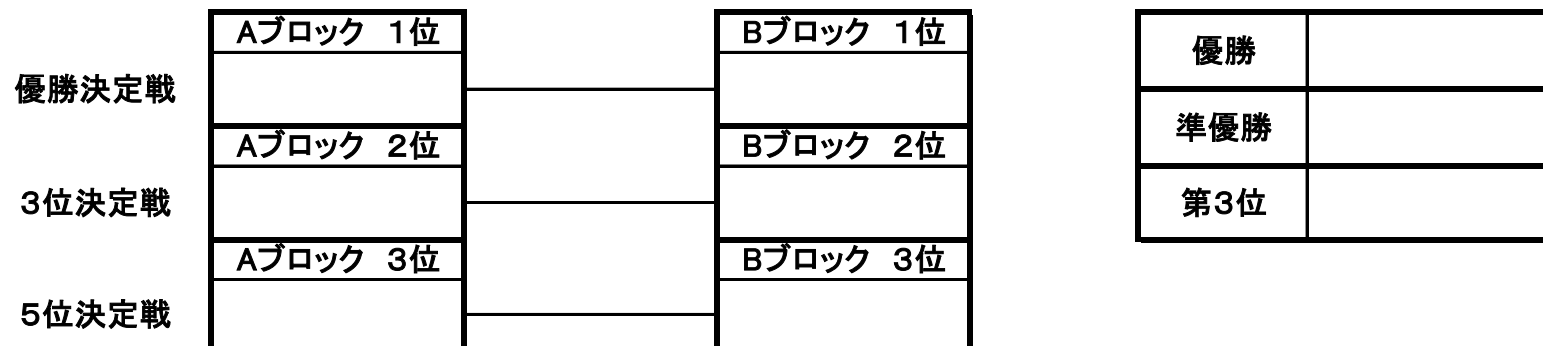 Aブロック　1位
Bブロック　1位
優勝決定戦
Aブロック　2位
Bブロック　2位
3位決定戦
Aブロック　3位
Bブロック　3位
5位決定戦
優勝
準優勝
第3位